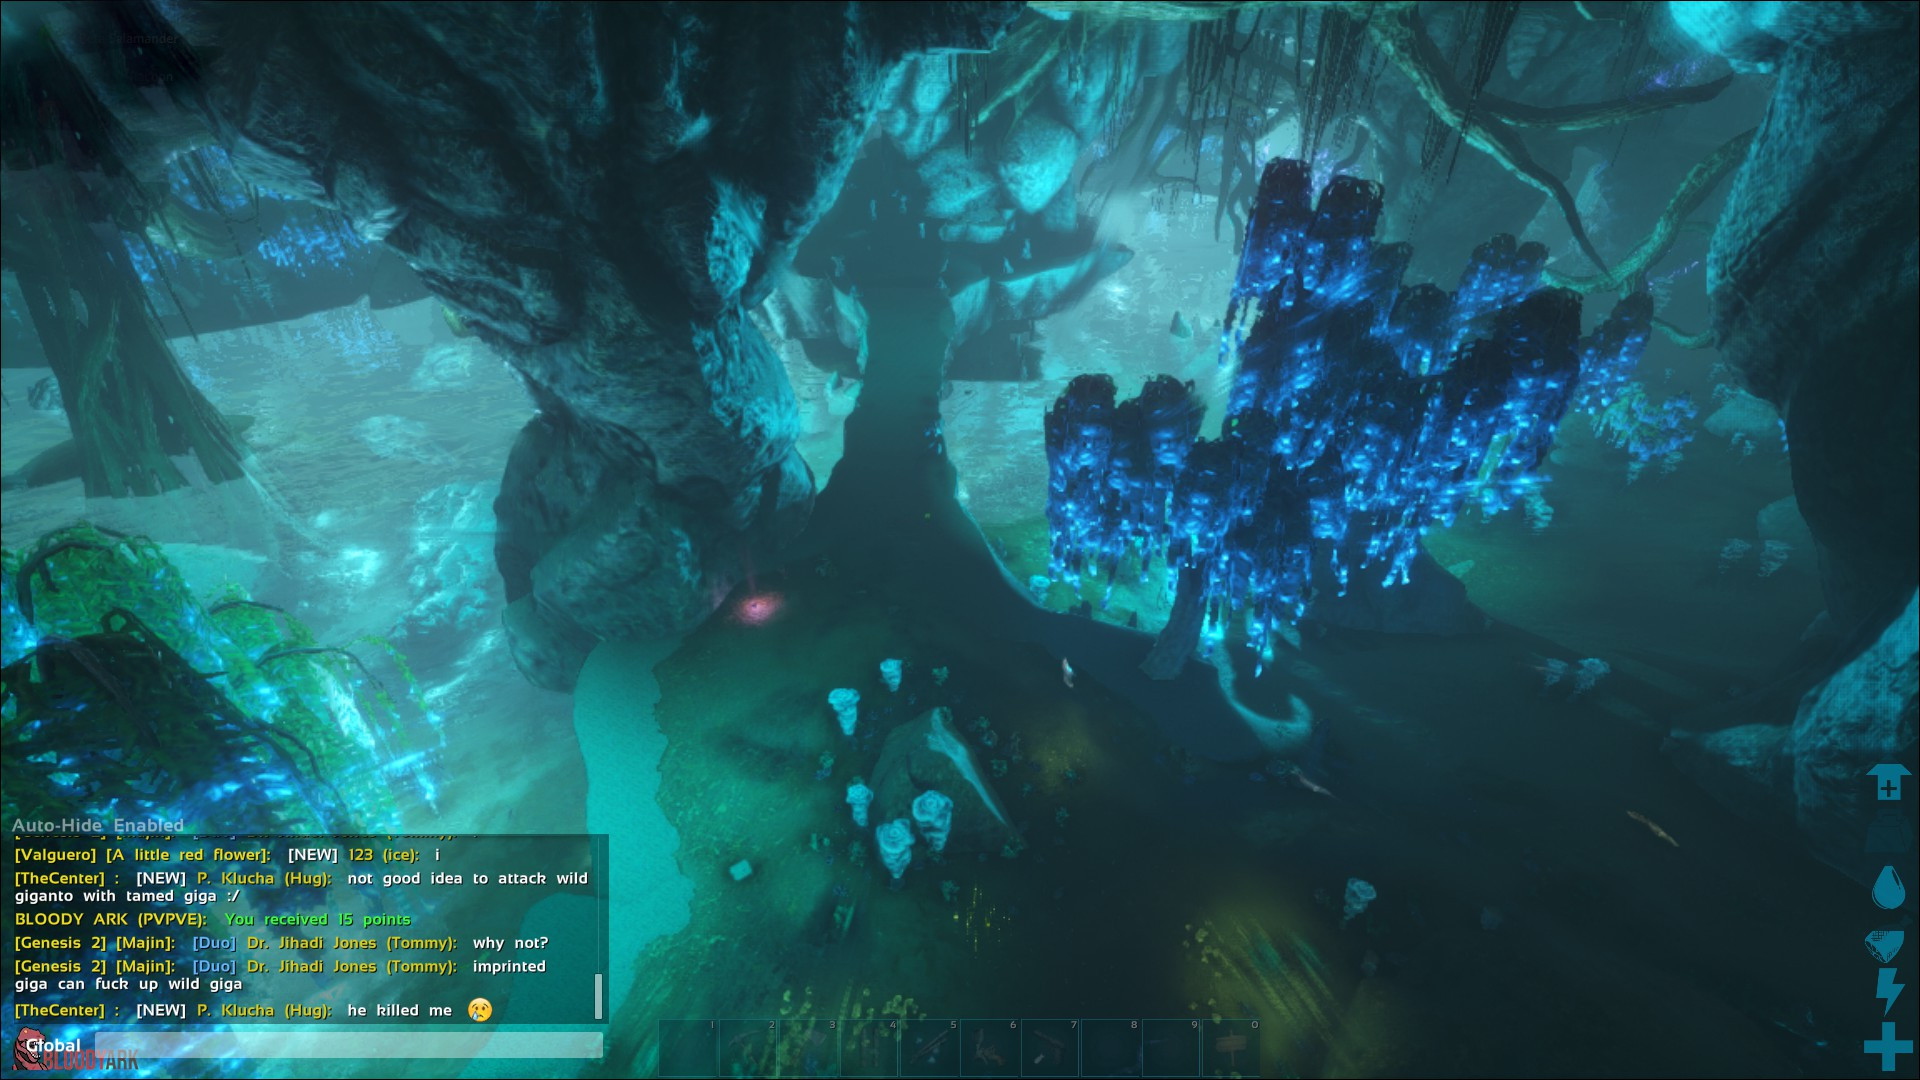 Auto-Hide Enabled
[Valguero] [A little red flower]: [NEW] 123 (ice): i
[TheCenter] : [NEW] P. Klucha (Hug): not good idea to attack wild
giganto with tamed giga :/
BLOODY ARK (PVPVE): You received 15 points
[Genesis 2] [Majin]: [Duo] Dr. Jihadi Jones (Tommy): why not?
[Genesis 2] [Majin]: [Duo] Dr. Jihadi Jones (Tommy): imprinted
giga can fuck up wild giga
[TheCenter] : [NEW] P. Klucha (Hug): he killed me 😢
Global
BLOODYARK
1 2 3 4 5 6 7 8 9 0